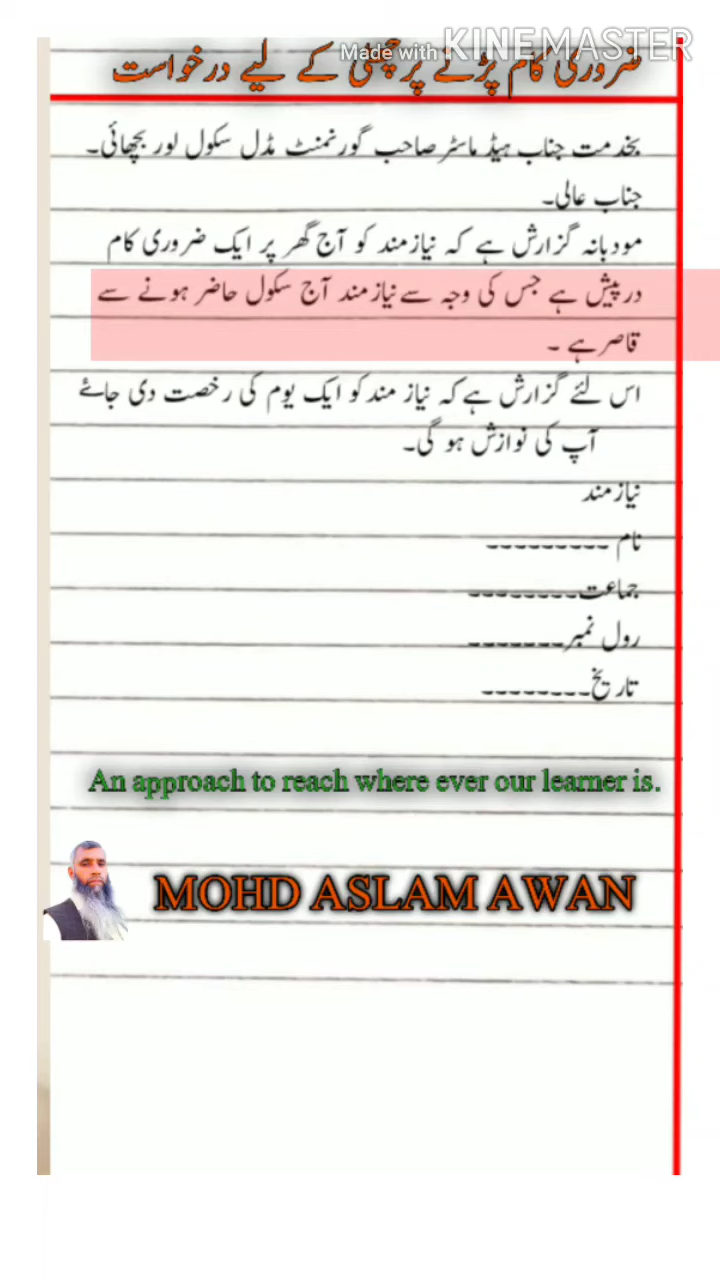 Made with KINEMASTER
ضروری کام پڑنے پر چھٹی کے لیے درخواست
بخدمت جناب ہیڈ ماسٹر صاحب گورنمنٹ مڈل سکول لور بچھائی۔
جناب عالی۔
مودبانہ گزارش ہے کہ نیازمند کو آج گھر پر ایک ضروری کام
درپیش ہے جس کی وجہ سے نیازمند آج سکول حاضر ہونے سے
قاصر ہے ۔
اس لئے گزارش ہے کہ نیاز مند کو ایک یوم کی رخصت دی جائے
آپ کی نوازش ہو گی۔
نیازمند
نام ---------
جماعت--------
رول نمبر-------
تاریخ--------
An approach to reach where ever our learner is.
MOHD ASLAM AWAN